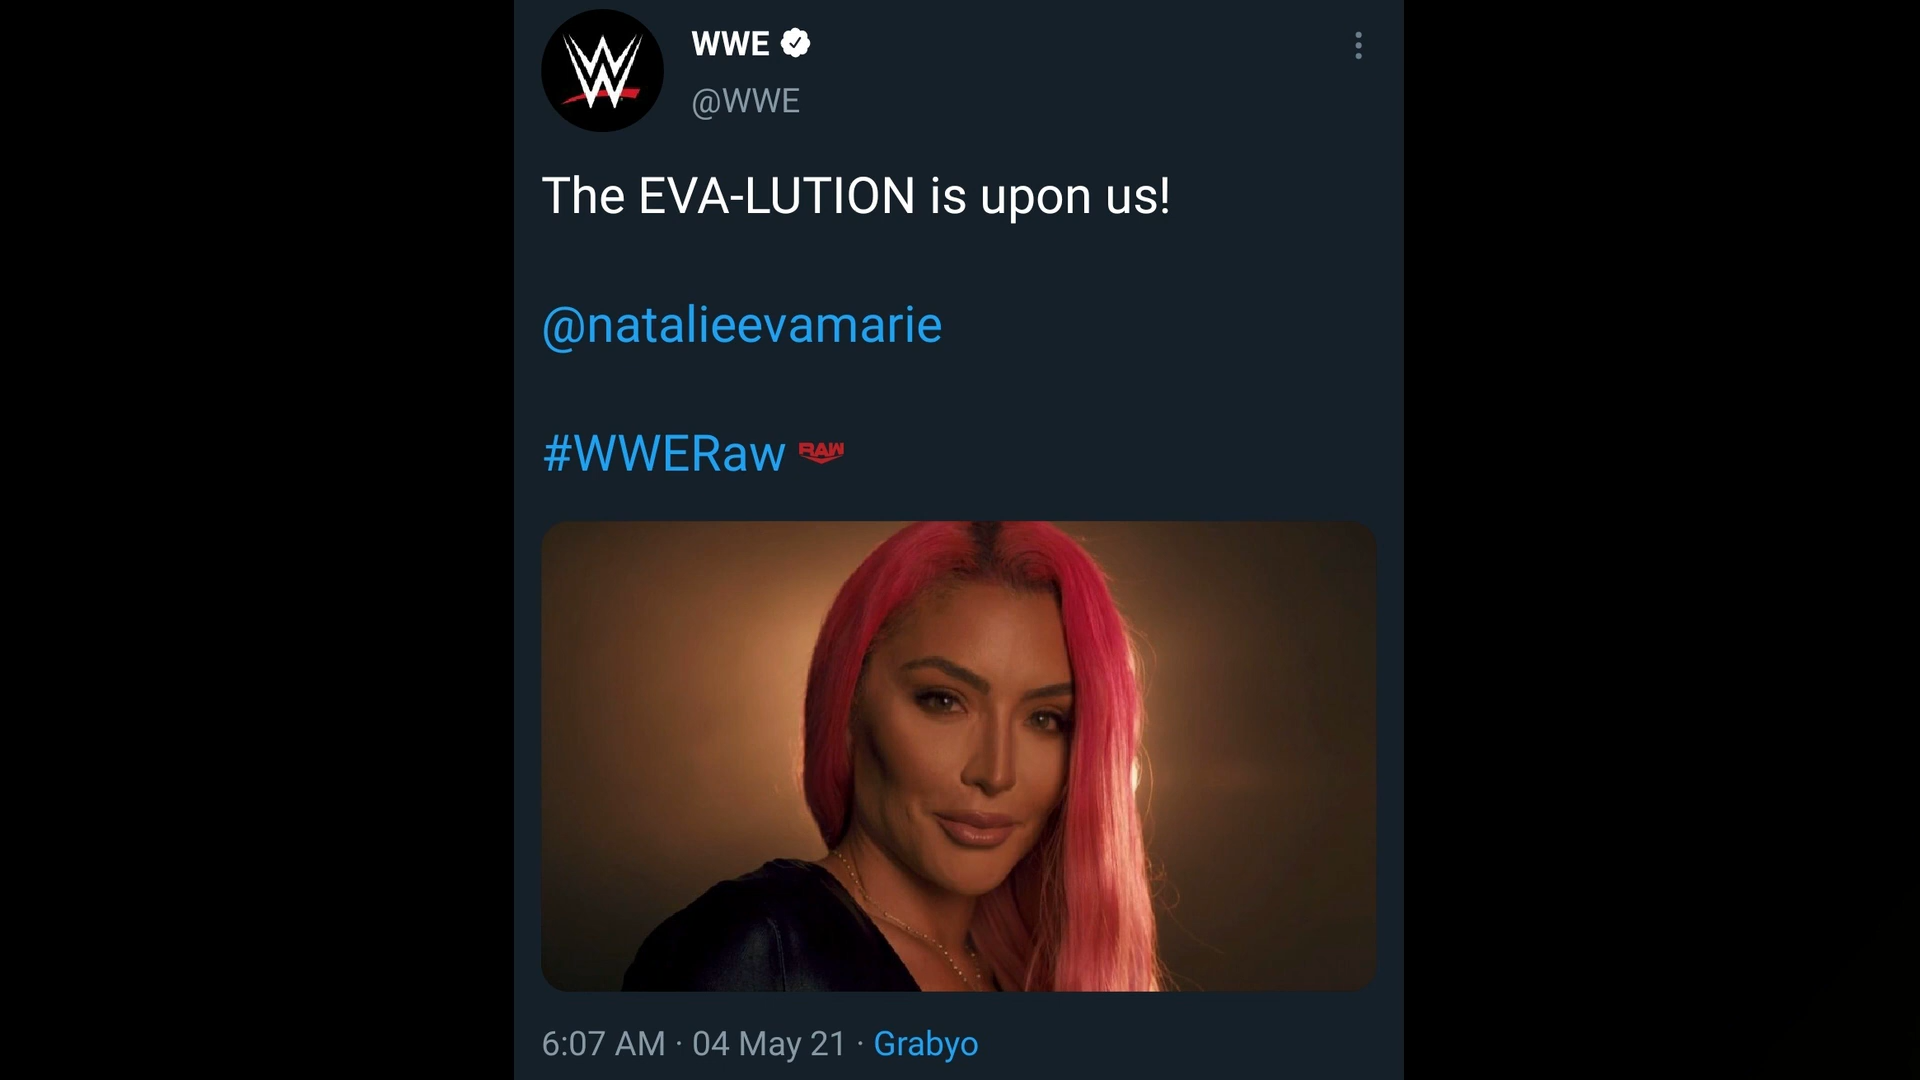 W
WWE
@WWE
The EVA-LUTION is upon us!
@natalieevamarie
#WWERaw RAW
6:07 AM · 04 May 21 · Grabyo